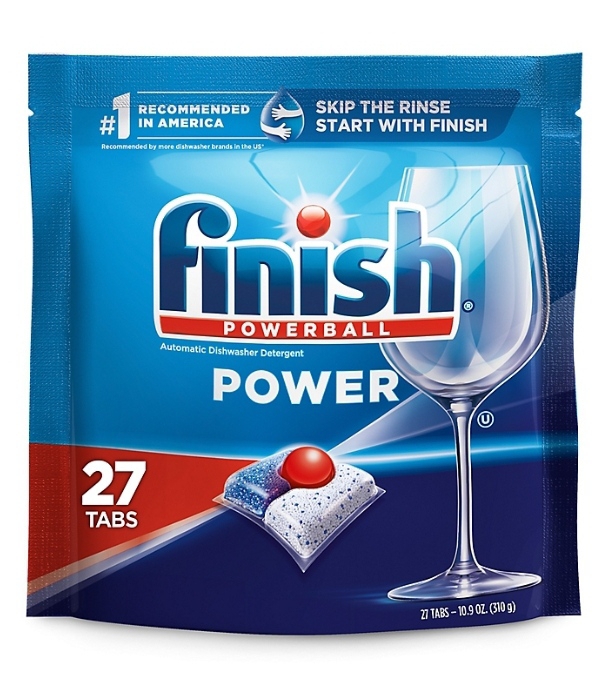 #1 RECOMMENDED
IN AMERICA
Recommended by more dishwasher brands in the US*
SKIP THE RINSE
START WITH FINISH
finish®
POWERBALL
Automatic Dishwasher Detergent
POWER
U
27
TABS
27 TABS – 10.9 OZ. (310 g)